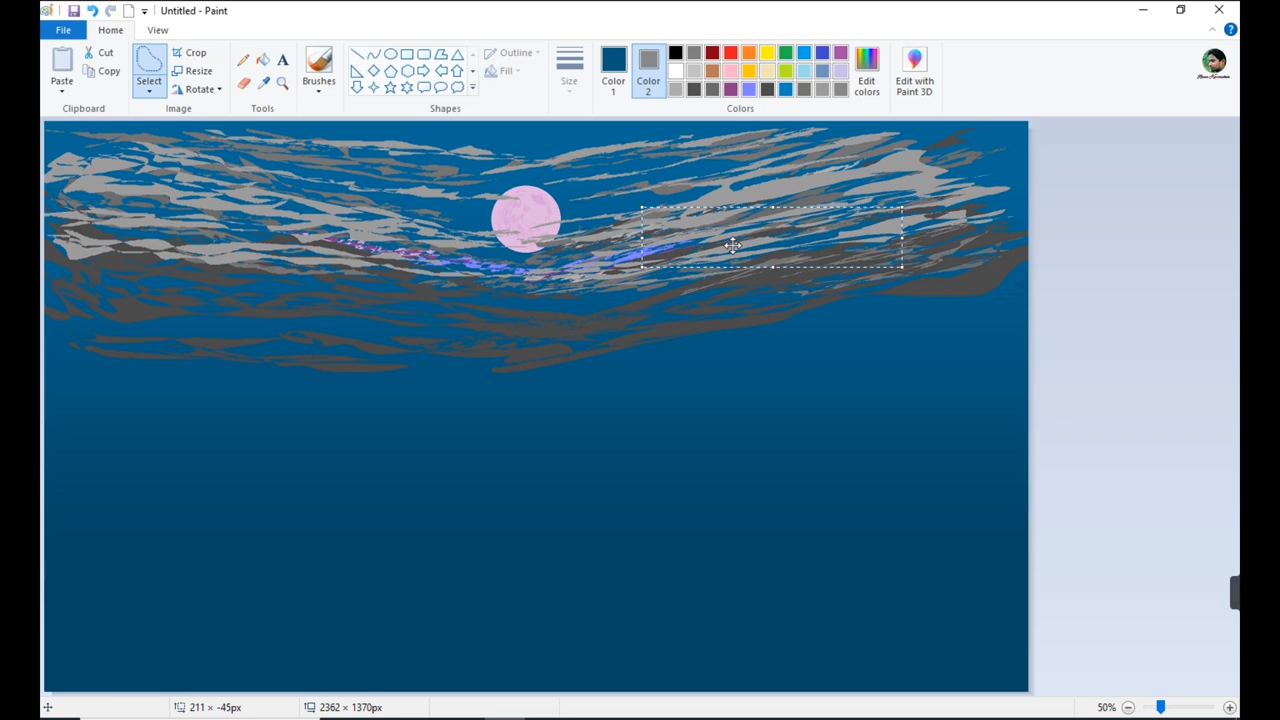 Untitled - Paint
File Home View
Paste
Cut
Copy
Clipboard
Select
Crop
Resize
Rotate
Image
A
Tools
Brushes
Outline
Fill
Shapes
Size
Color 1
Color 2
Edit colors
Edit with Paint 3D
Colors
211 × -45px
2362 × 1370px
50%